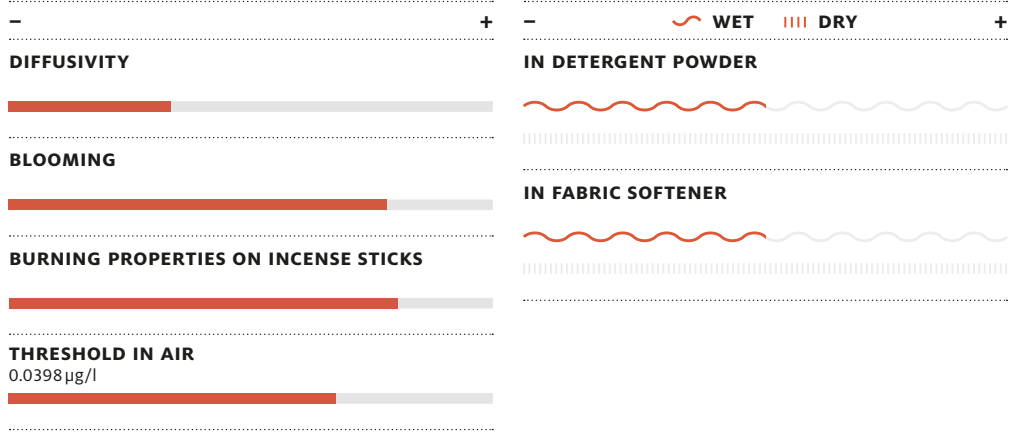 – +
DIFFUSIVITY
BLOOMING
BURNING PROPERTIES ON INCENSE STICKS
THRESHOLD IN AIR
0.0398 µg/l
– WET DRY +
IN DETERGENT POWDER
IN FABRIC SOFTENER